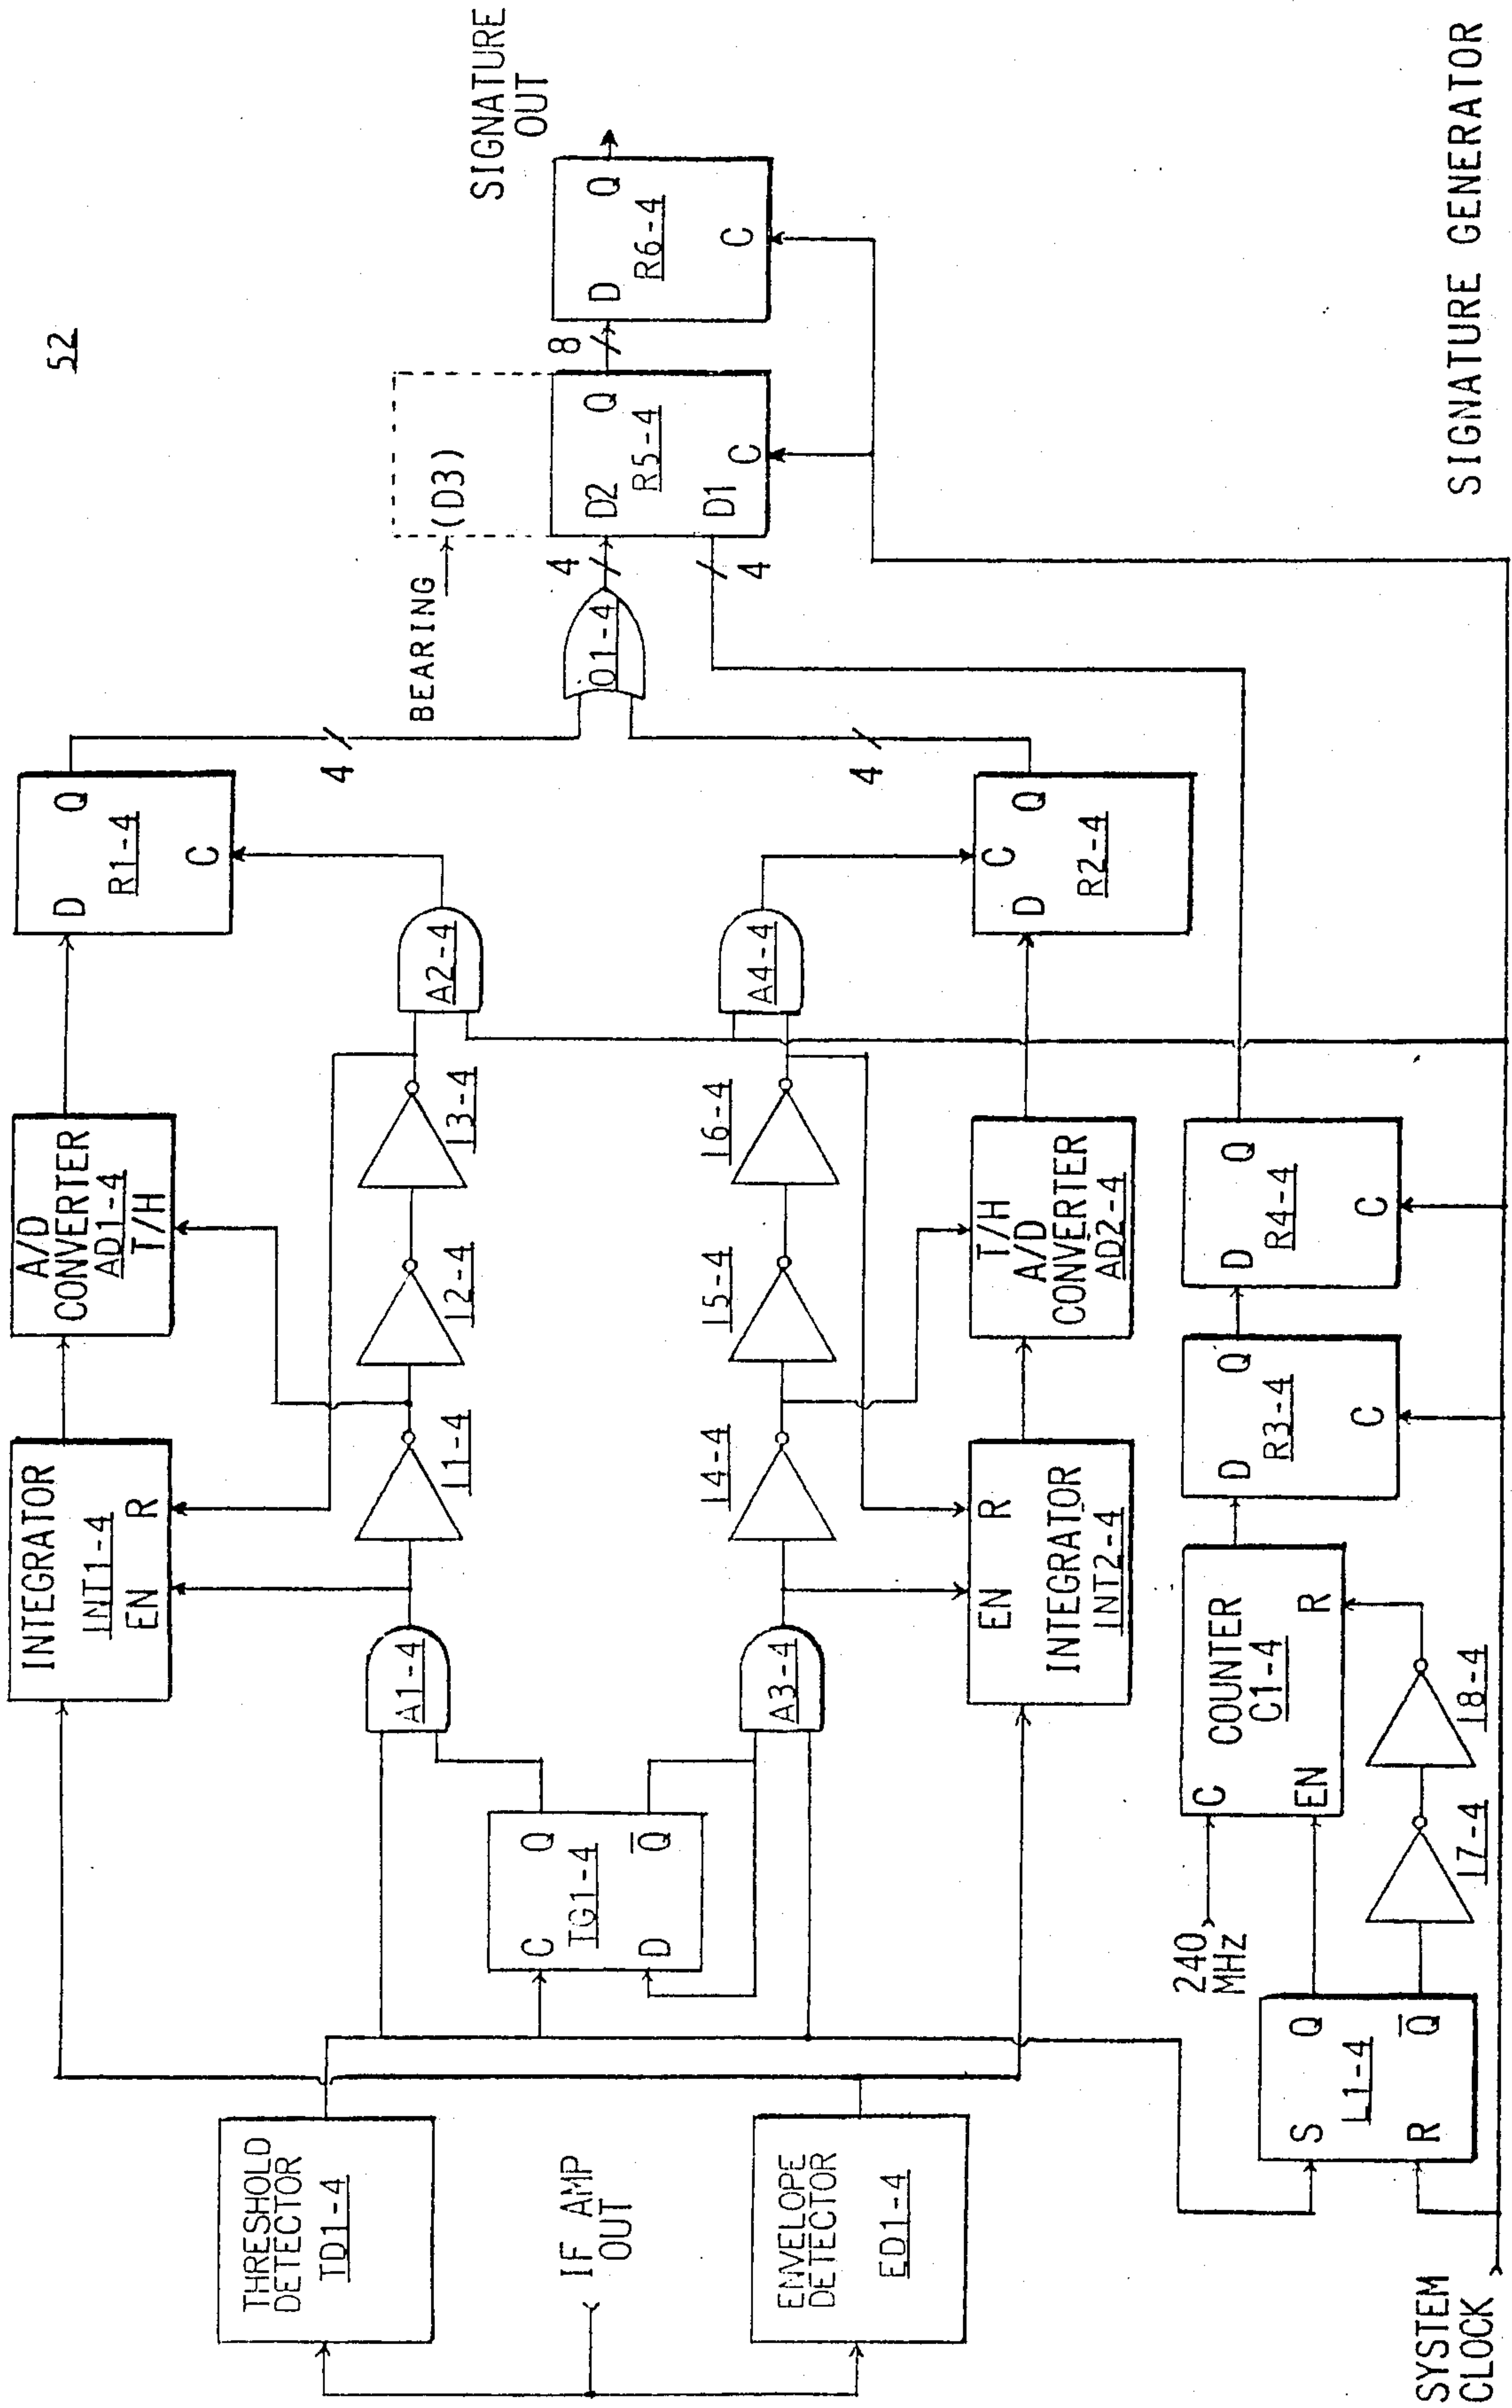 52
THRESHOLD
DETECTOR
TD1-4
IF AMP
OUT
ENVELOPE
DETECTOR
ED1-4
INTEGRATOR
INT1-4
EN
R
A/D
CONVERTER
AD1-4
T/H
D
Q
R1-4
C
4
A1-4
I1-4
I2-4
I3-4
A2-4
C
Q
TG1-4
D
Q̅
A3-4
I4-4
I5-4
I6-4
A4-4
EN
R
INTEGRATOR
INT2-4
T/H
A/D
CONVERTER
AD2-4
C
D
Q
R2-4
4
BEARING
(D3)
O1-4
4
D2
Q
R5-4
D1
C
4
8
D
Q
R6-4
C
SIGNATURE
OUT
240
MHz
C
COUNTER
C1-4
EN
R
D
Q
R3-4
C
D
Q
R4-4
C
S
Q
L1-4
R
Q̅
I7-4
I8-4
SYSTEM
CLOCK
SIGNATURE GENERATOR